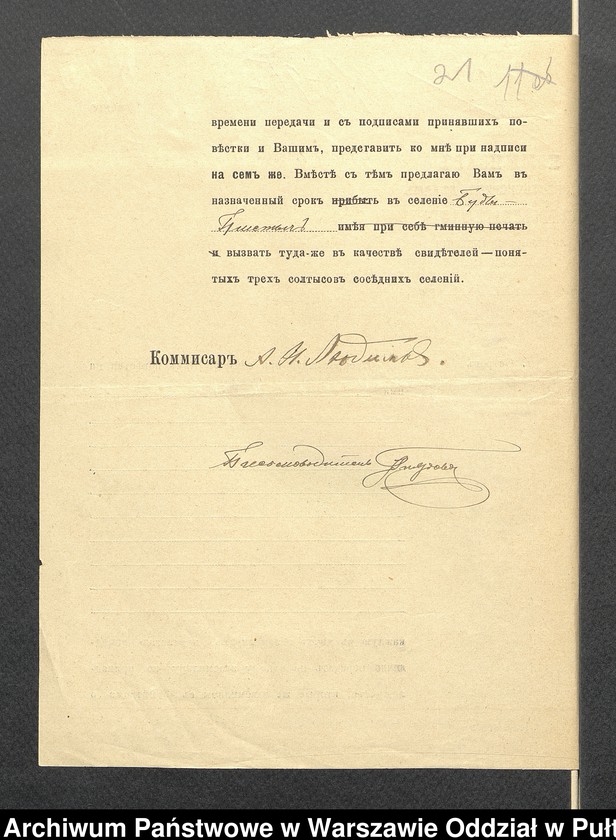 21
времени передачи и съ подписами принявшихъ по-
вѣстки и Вашимъ, представить ко мнѣ при надписи
на семъ же. Вмѣстѣ съ тѣмъ предлагаю Вамъ въ
назначенный срокъ прибыть въ селеніе Буды —
имѣя при себѣ гминную печать
и вызвать туда-же въ качествѣ свидѣтелей — поня-
тыхъ трехъ солтысовъ сосѣднихъ селеній.
Коммисаръ А. Н.
Письмоводитель
Archiwum Państwowe w Warszawie Oddział w Puł